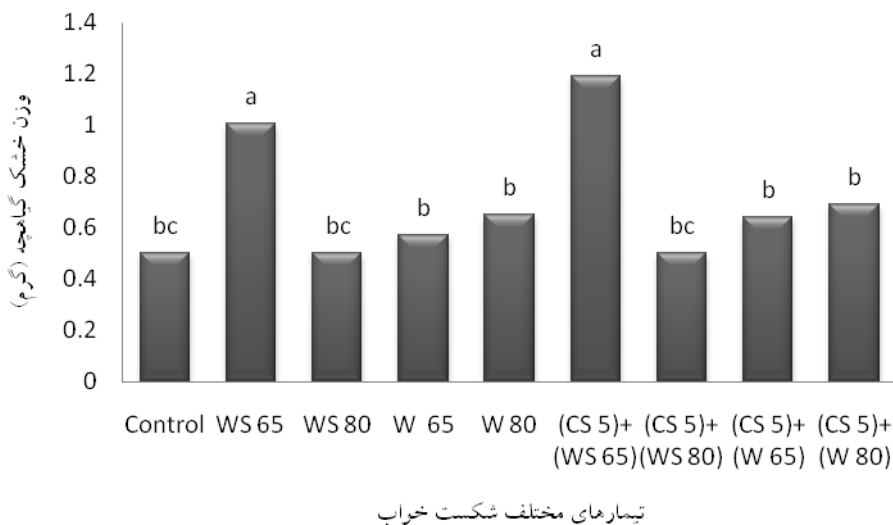 1.4
1.2
1
0.8
0.6
0.4
0.2
0
وزن خشک گیاهچه (گرم)
bc
a
bc
b
b
a
bc
b
b
Control WS 65 WS 80 W 65 W 80 (CS 5)+ (CS 5)+ (CS 5)+ (CS 5)+
(WS 65) (WS 80) (W 65) (W 80)
تیمارهای مختلف شکست خواب